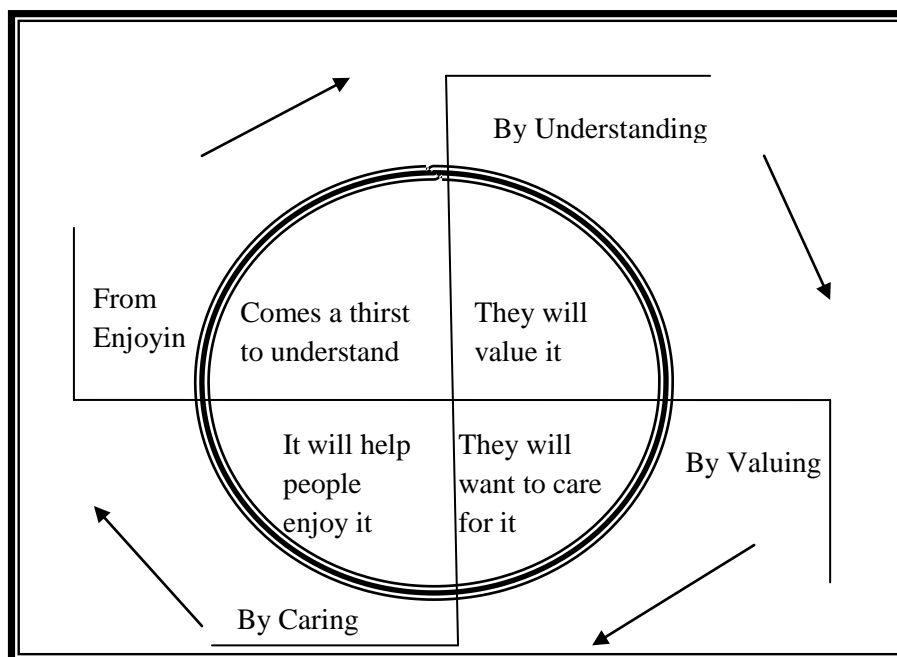 By Understanding
From
Enjoyin
Comes a thirst
to understand
They will
value it
It will help
people
enjoy it
They will
want to care
for it
By Valuing
By Caring